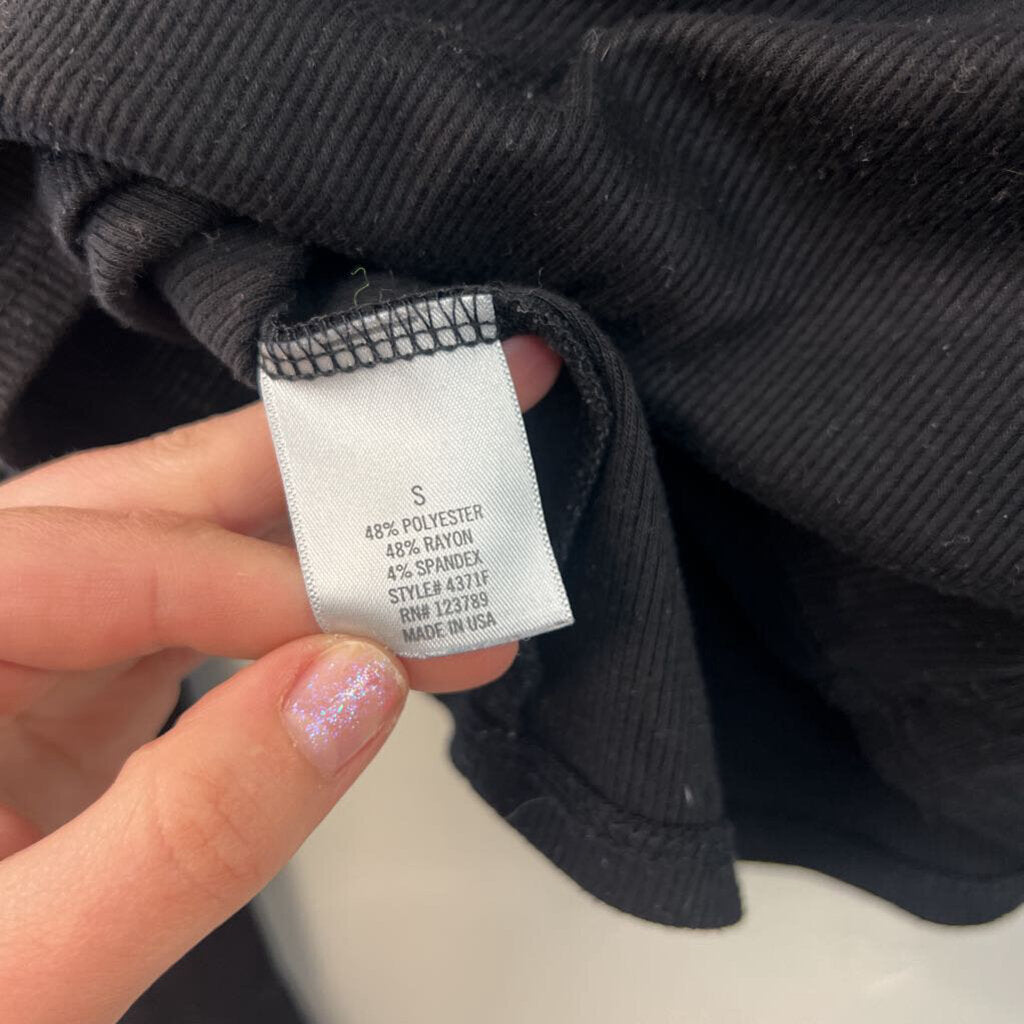 S
48% POLYESTER
48% RAYON
4% SPANDEX
STYLE# 4371F
RN# 123789
MADE IN USA